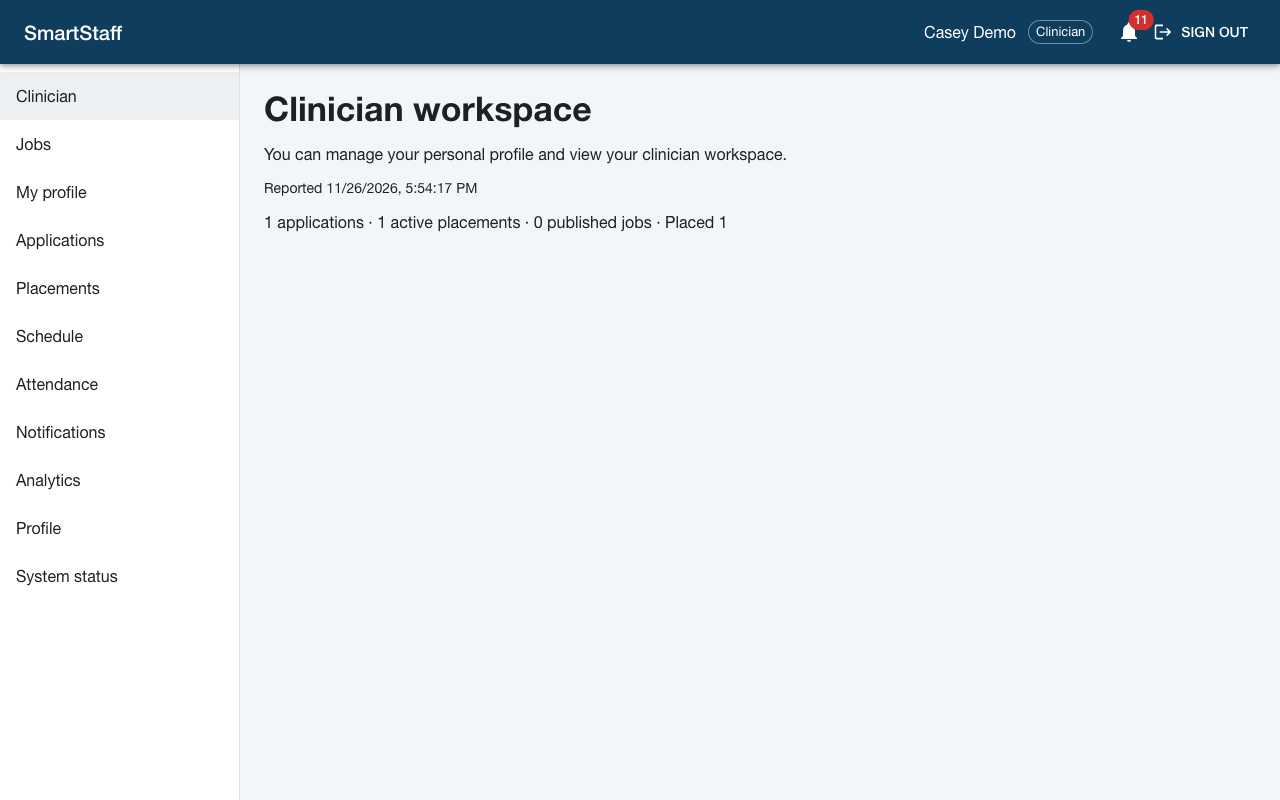 SmartStaff
Casey Demo
Clinician
11
SIGN OUT
Clinician
Jobs
My profile
Applications
Placements
Schedule
Attendance
Notifications
Analytics
Profile
System status
Clinician workspace
You can manage your personal profile and view your clinician workspace.
Reported 11/26/2026, 5:54:17 PM
1 applications · 1 active placements · 0 published jobs · Placed 1